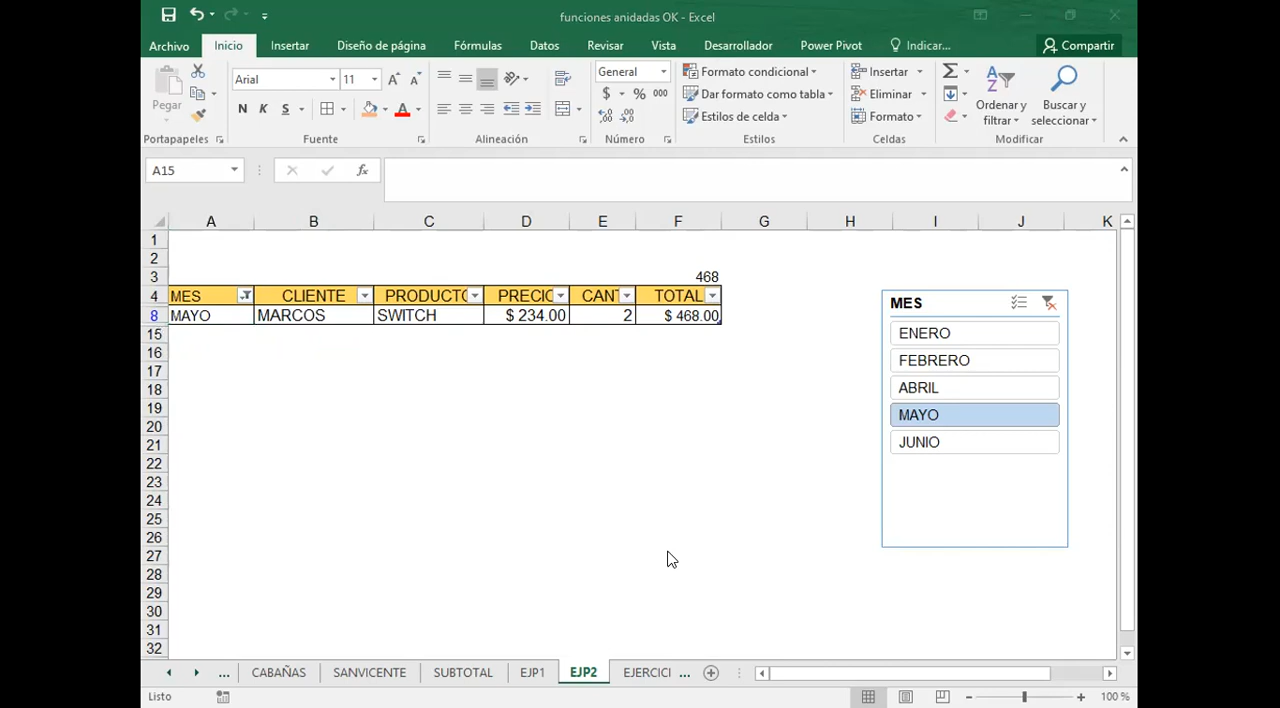 funciones anidadas OK - Excel
Archivo Inicio Insertar Diseño de página Fórmulas Datos Revisar Vista Desarrollador Power Pivot Indicar... Compartir
Pegar
Portapapeles
Arial 11
N K S
Fuente
Alineación
General
$ % 000
Número
Formato condicional
Dar formato como tabla
Estilos de celda
Estilos
Insertar
Eliminar
Formato
Celdas
Ordenar y filtrar
Buscar y seleccionar
Modificar
A15 fx
A B C D E F G H I J K
1
2
3 468
4 MES CLIENTE PRODUCTO PRECIO CANT TOTAL
8 MAYO MARCOS SWITCH $ 234.00 2 $ 468.00
15
16
17
18
19
20
21
22
23
24
25
26
27
28
29
30
31
32
MES
ENERO
FEBRERO
ABRIL
MAYO
JUNIO
... CABAÑAS SANVICENTE SUBTOTAL EJP1 EJP2 EJERCICI ...
Listo 100 %